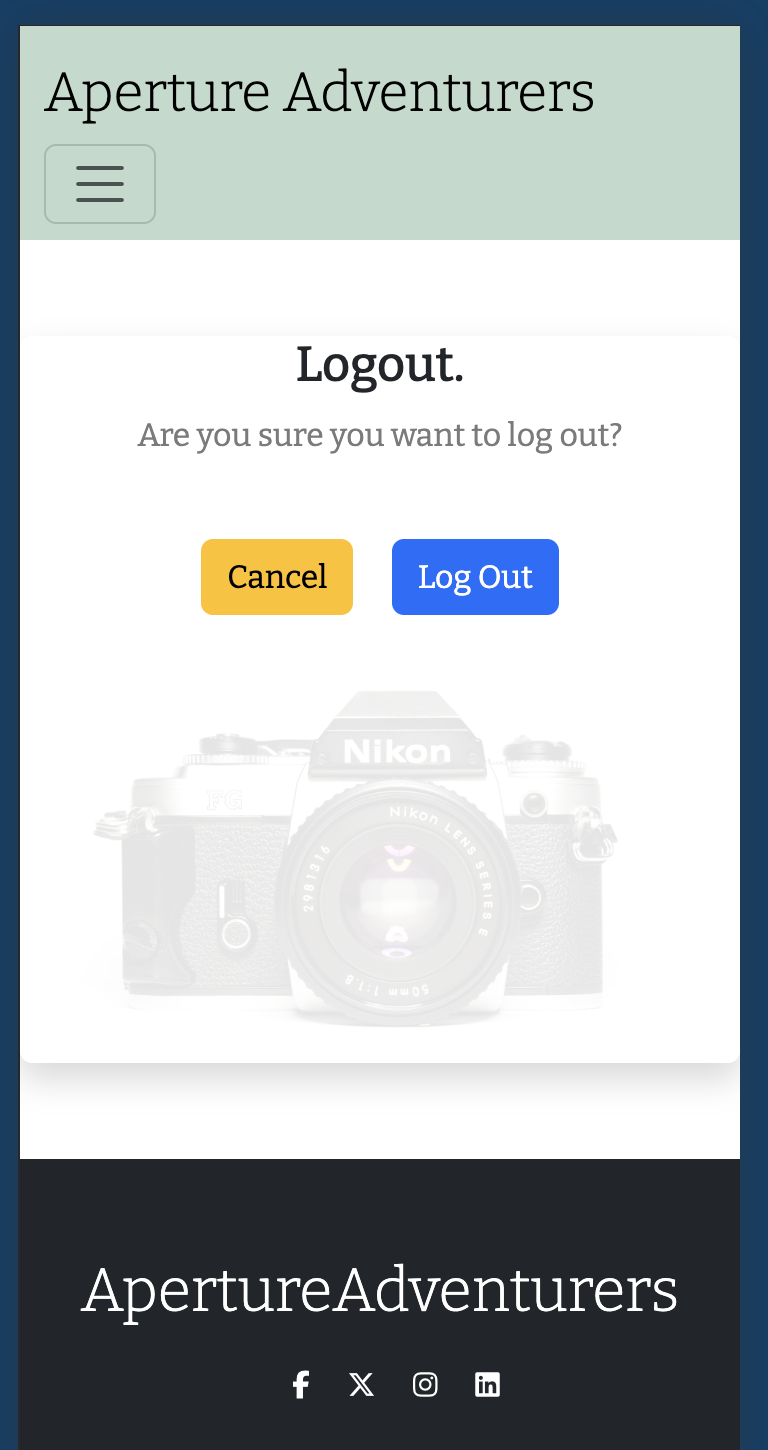 Aperture Adventurers
Logout.
Are you sure you want to log out?
Cancel
Log Out
Nikon
FG
Nikon LENS SERIES E
2981316
50mm 1:1.8
ApertureAdventurers